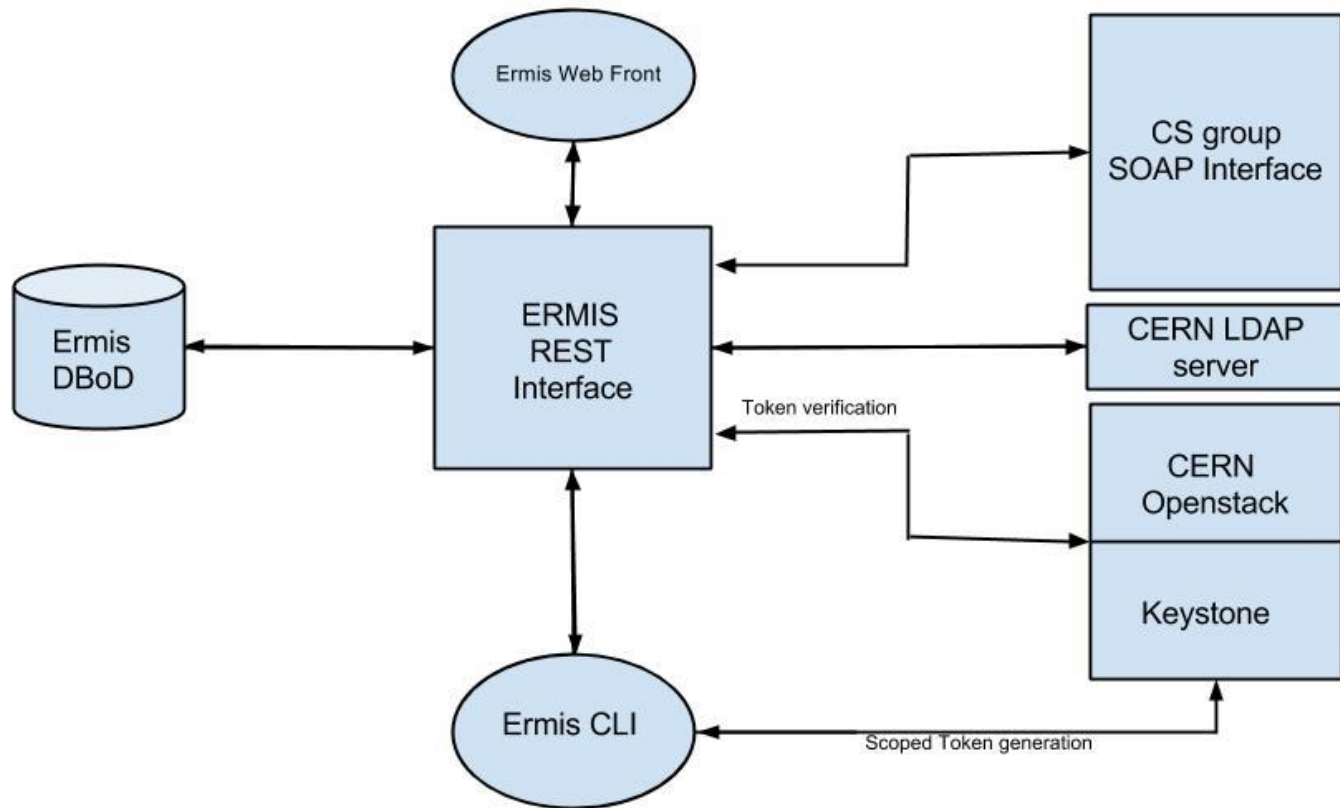 Ermis Web Front
CS group
SOAP Interface
ERMIS
REST
Interface
Ermis
DBoD
CERN LDAP
server
Token verification
CERN
Openstack
Keystone
Ermis CLI
Scoped Token generation